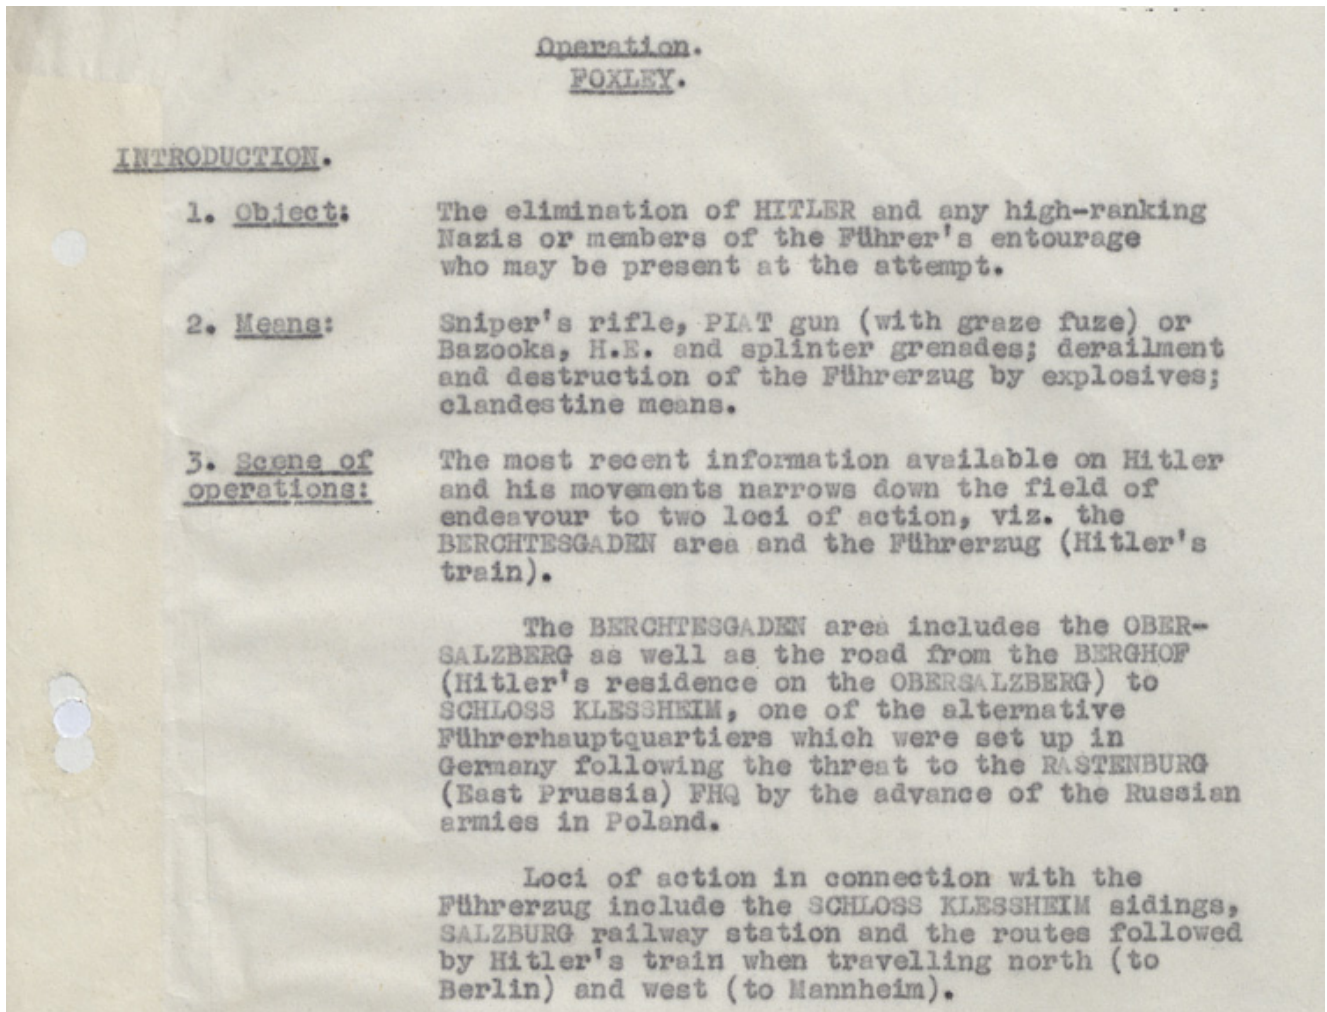 Operation.
FOXLEY.
INTRODUCTION.
1. Object: The elimination of HITLER and any high-ranking
Nazis or members of the Führer's entourage
who may be present at the attempt.
2. Means: Sniper's rifle, PIAT gun (with graze fuze) or
Bazooka, H.E. and splinter grenades; derailment
and destruction of the Führerzug by explosives;
clandestine means.
3. Scene of The most recent information available on Hitler
operations: and his movements narrows down the field of
endeavour to two loci of action, viz. the
BERCHTESGADEN area and the Führerzug (Hitler's
train).
The BERCHTESGADEN area includes the OBER-
SALZBERG as well as the road from the BERGHOF
(Hitler's residence on the OBERSALZBERG) to
SCHLOSS KLESSHEIM, one of the alternative
Führerhauptquartiers which were set up in
Germany following the threat to the RASTENBURG
(East Prussia) FHQ by the advance of the Russian
armies in Poland.
Loci of action in connection with the
Führerzug include the SCHLOSS KLESSHEIM sidings,
SALZBURG railway station and the routes followed
by Hitler's train when travelling north (to
Berlin) and west (to Mannheim).